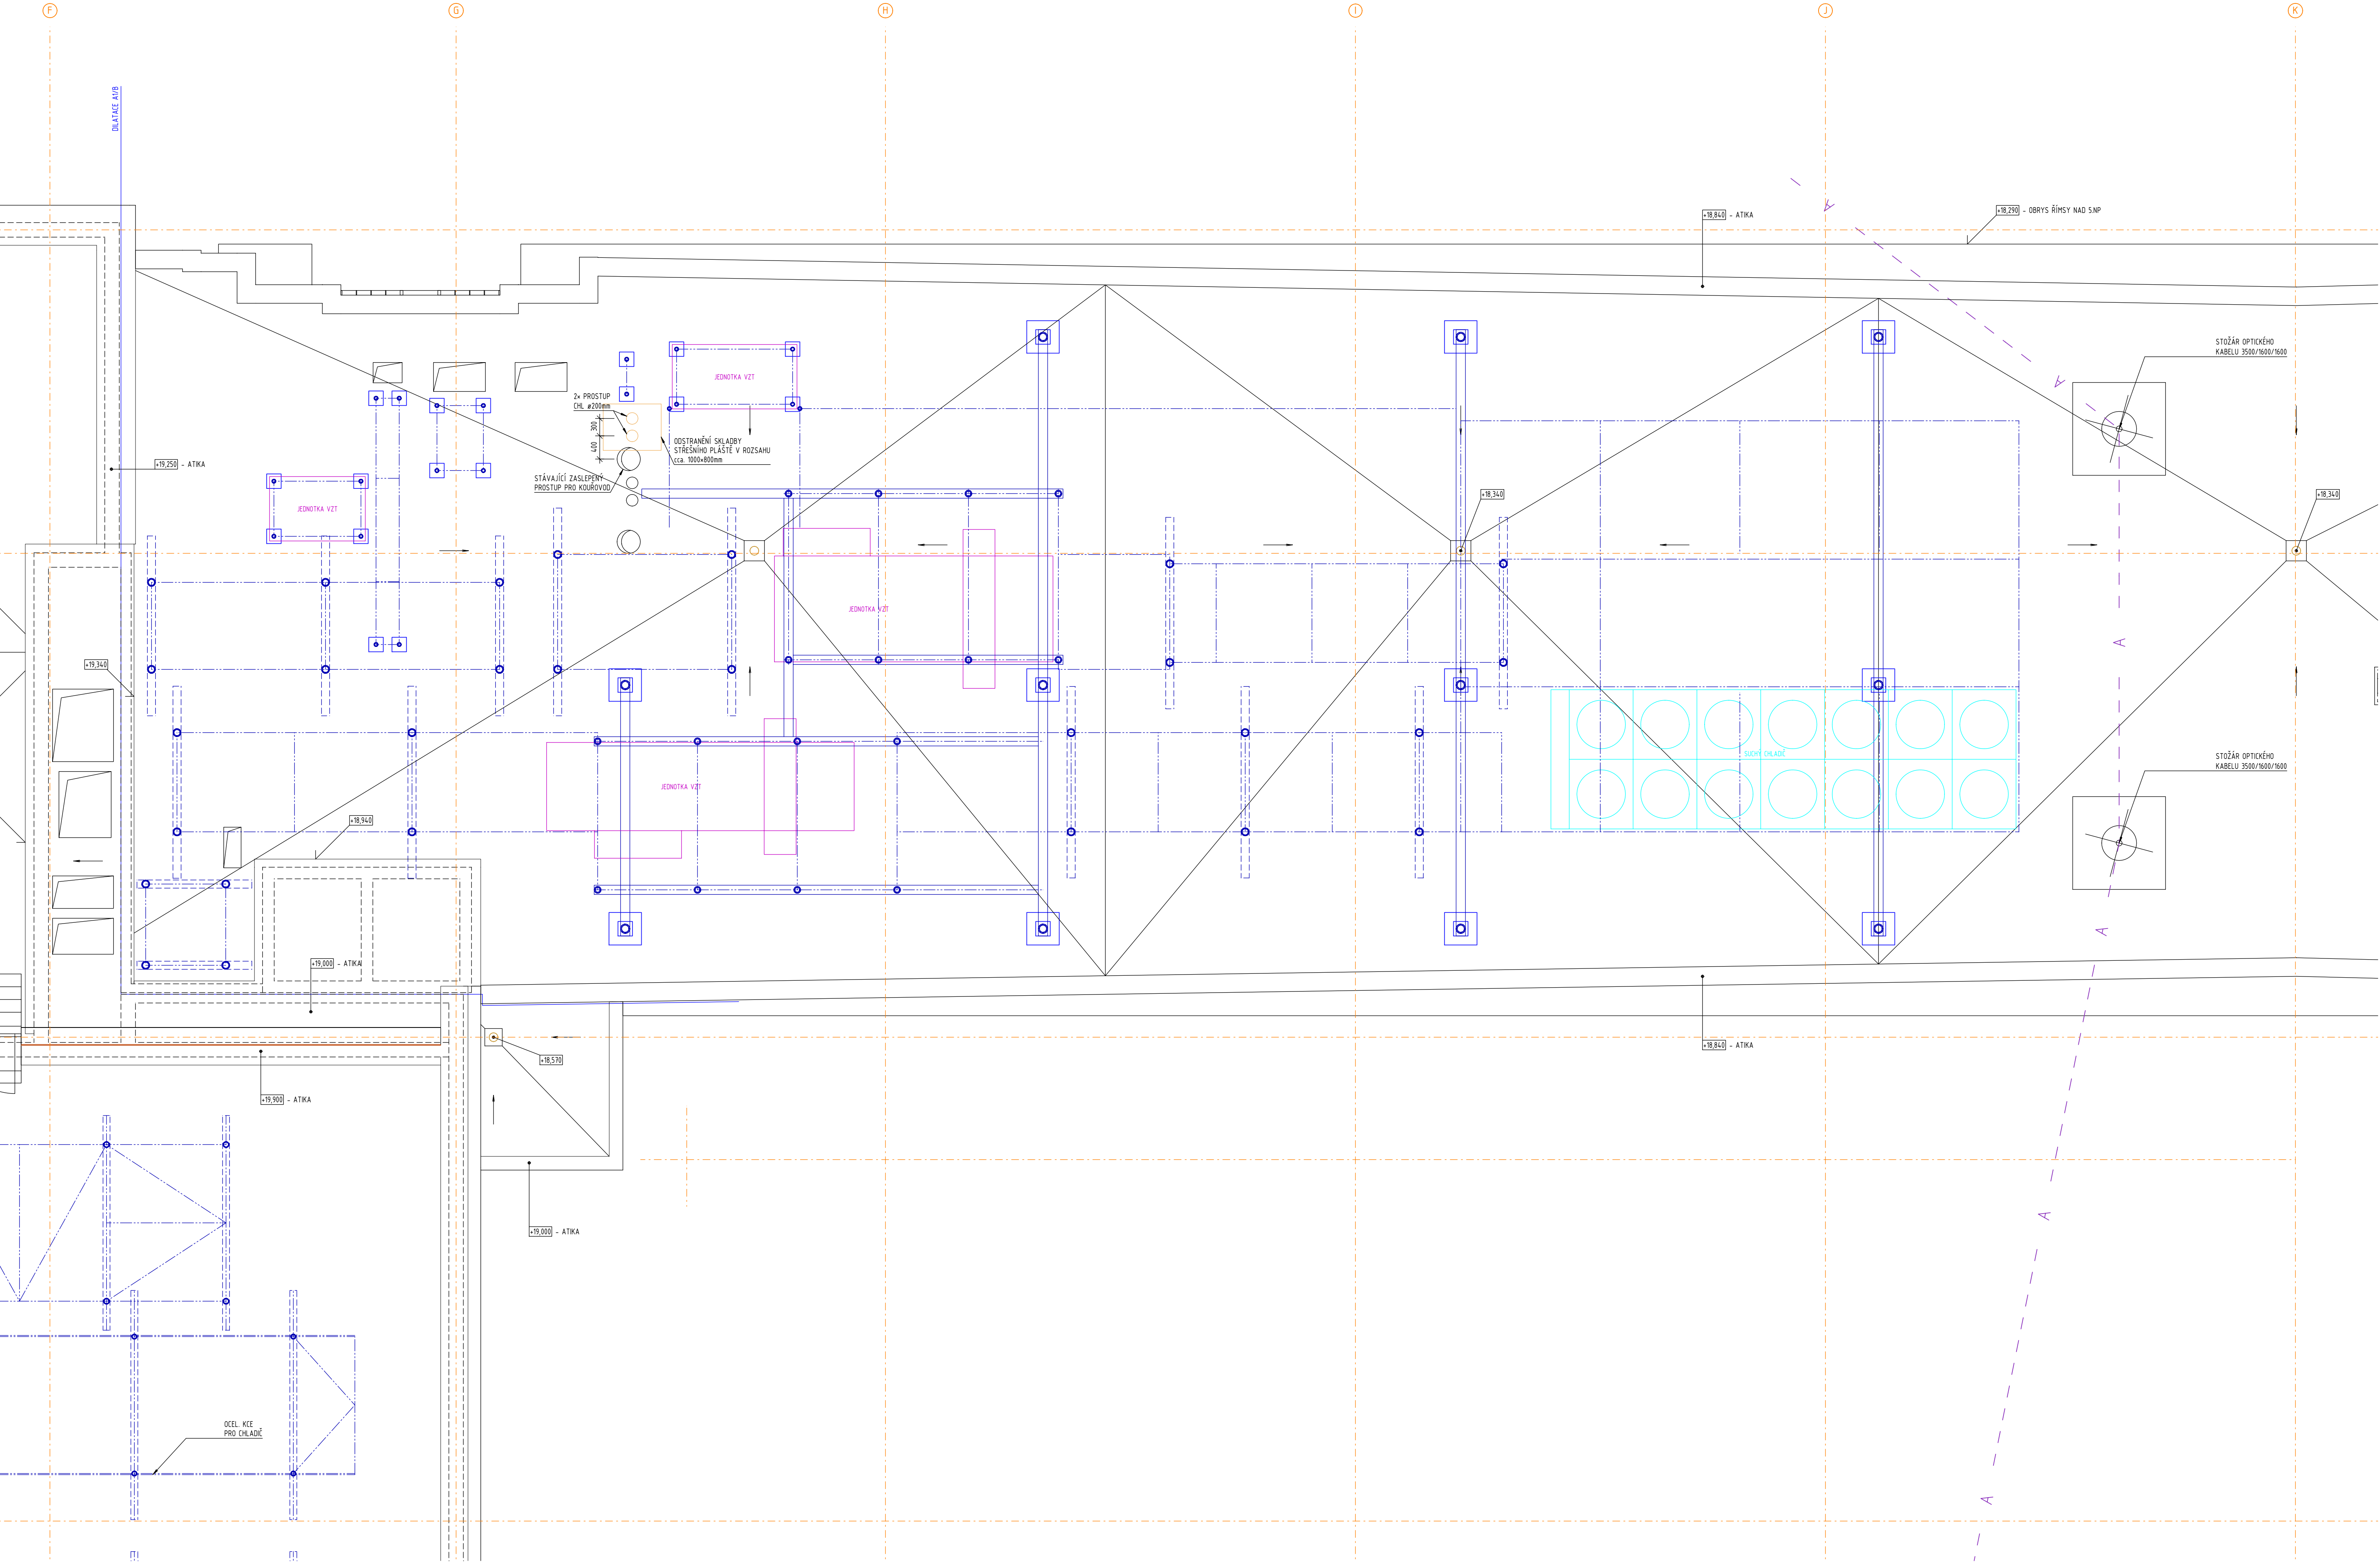 F
G
H
I
J
K
DILATACE A1/B
+18,840 - ATIKA
+18,290 - OBRYS ŘÍMSY NAD 5.NP
STOŽÁR OPTICKÉHO
KABELU 3500/1600/1600
JEDNOTKA VZT
2× PROSTUP
CHL ø200mm
300
400
ODSTRANĚNÍ SKLADBY
STŘEŠNÍHO PLÁŠTĚ V ROZSAHU
cca. 1000×800mm
+19,250 - ATIKA
STÁVAJÍCÍ ZASLEPENÝ
PROSTUP PRO KOUŘOVOD
+18,340
+18,340
JEDNOTKA VZT
JEDNOTKA VZT
+19,340
SUCHÝ CHLADIČ
STOŽÁR OPTICKÉHO
KABELU 3500/1600/1600
JEDNOTKA VZT
+18,940
+19,000 - ATIKA
+18,840 - ATIKA
+18,570
+19,900 - ATIKA
+19,000 - ATIKA
OCEL. KCE
PRO CHLADIČ
A
A
A
A
A
A